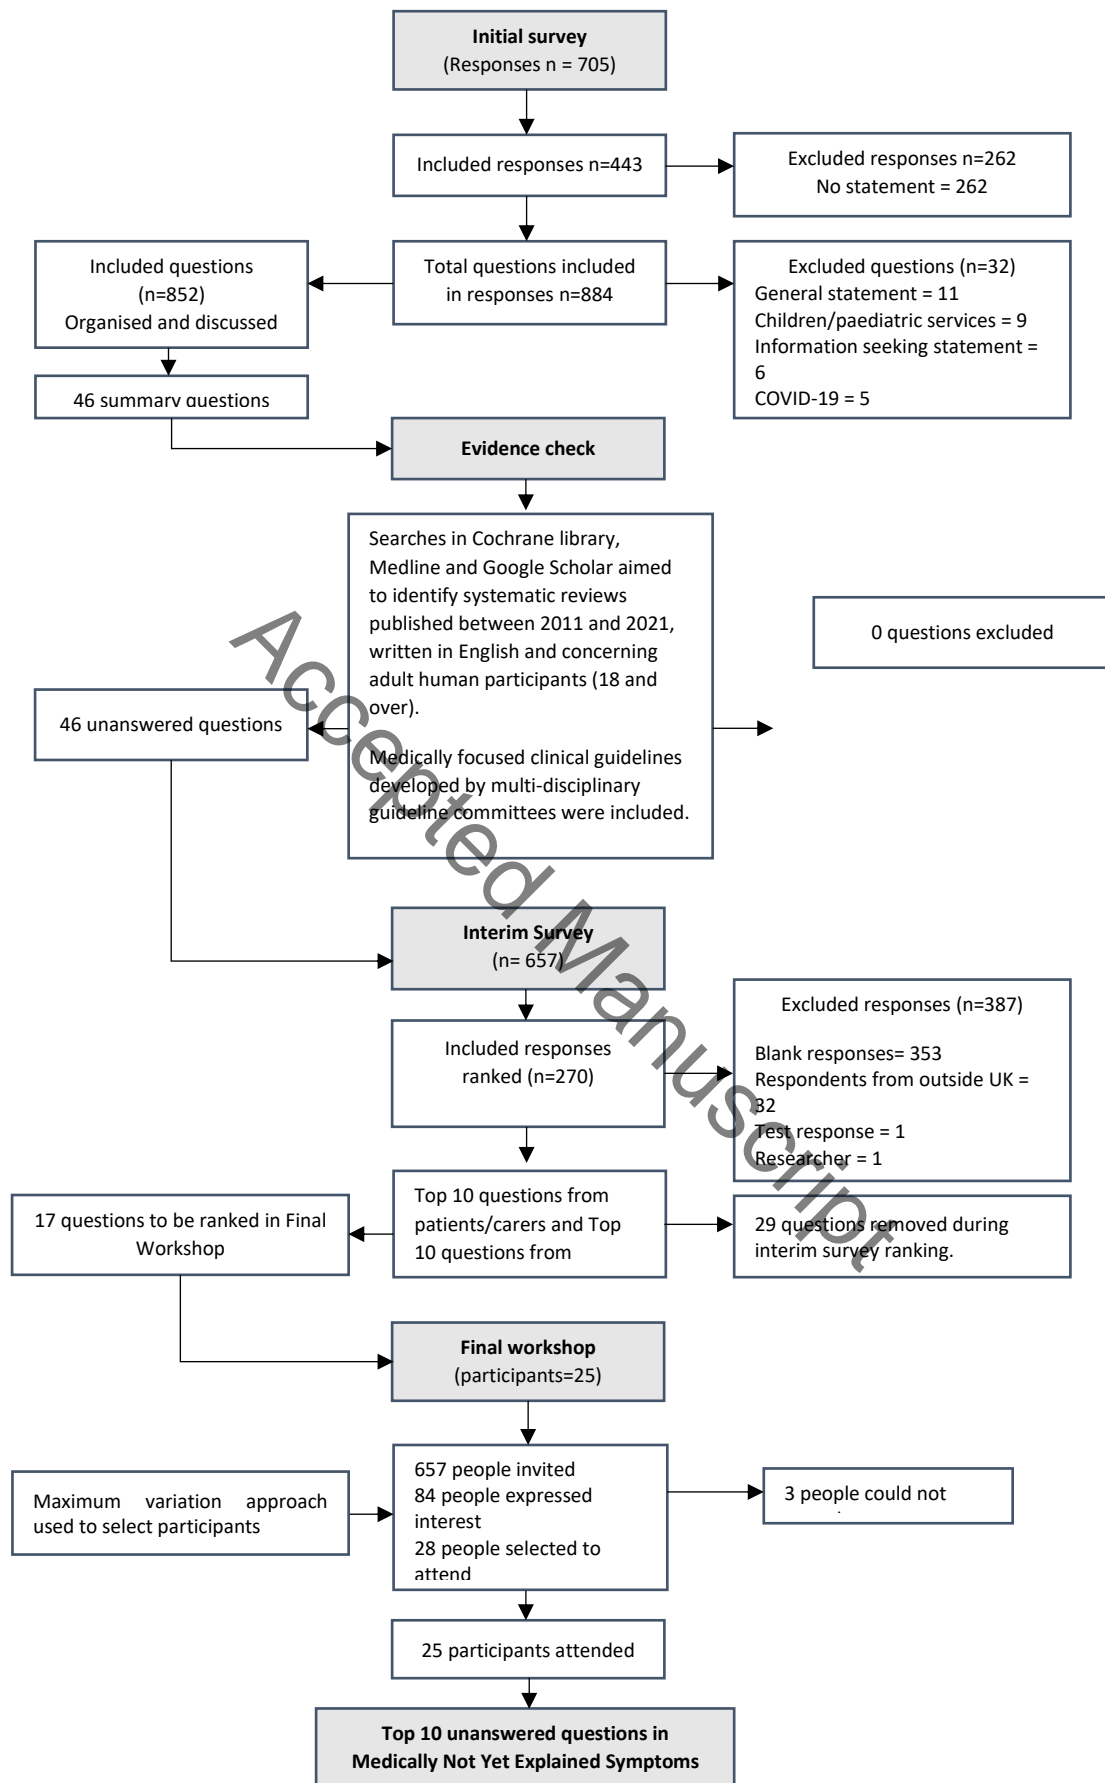 Initial survey
(Responses n = 705)
Included responses n=443
Excluded responses n=262
No statement = 262
Included questions
(n=852)
Organised and discussed
Total questions included
in responses n=884
Excluded questions (n=32)
General statement = 11
Children/paediatric services = 9
Information seeking statement =
6
COVID-19 = 5
46 summary questions
Evidence check
Searches in Cochrane library,
Medline and Google Scholar aimed
to identify systematic reviews
published between 2011 and 2021,
written in English and concerning
adult human participants (18 and
over).
Medically focused clinical guidelines
developed by multi-disciplinary
guideline committees were included.
0 questions excluded
46 unanswered questions
Interim Survey
(n= 657)
Included responses
ranked (n=270)
Excluded responses (n=387)
Blank responses= 353
Respondents from outside UK =
32
Test response = 1
Researcher = 1
17 questions to be ranked in Final
Workshop
Top 10 questions from
patients/carers and Top
10 questions from
29 questions removed during
interim survey ranking.
Final workshop
(participants=25)
Maximum variation approach
used to select participants
657 people invited
84 people expressed
interest
28 people selected to
attend
3 people could not
25 participants attended
Top 10 unanswered questions in
Medically Not Yet Explained Symptoms
Accepted Manuscript